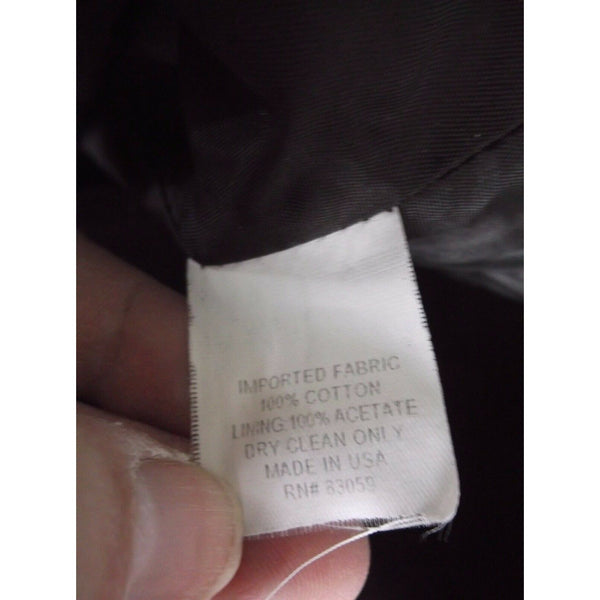 IMPORTED FABRIC
100% COTTON
LINING:100% ACETATE
DRY CLEAN ONLY
MADE IN USA
RN# 83059